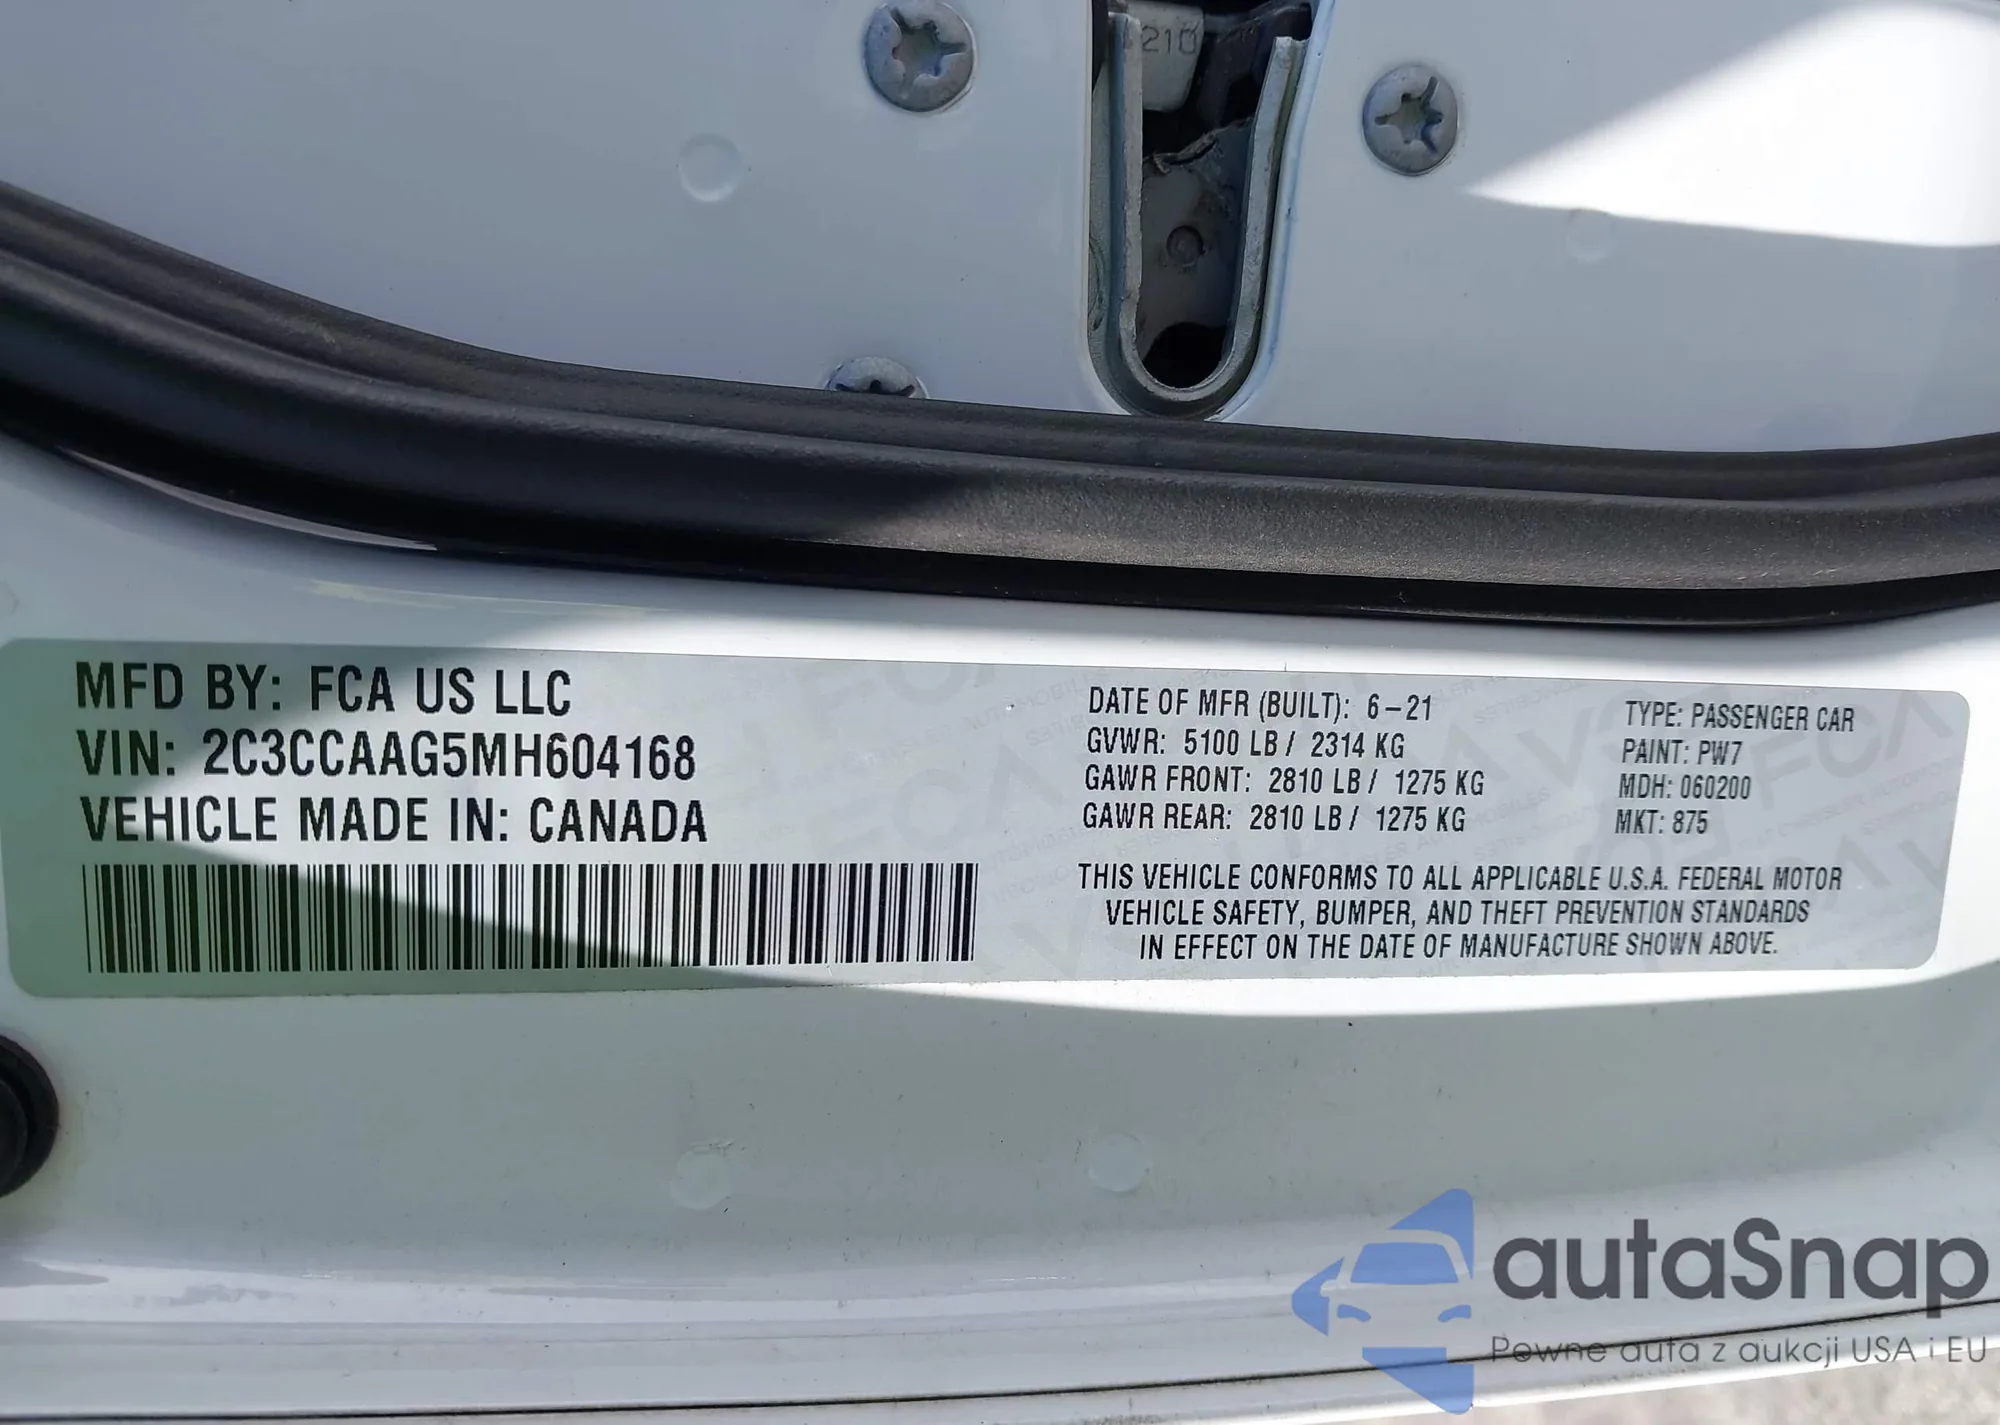 210
MFD BY: FCA US LLC
VIN: 2C3CCAAG5MH604168
VEHICLE MADE IN: CANADA
DATE OF MFR (BUILT): 6-21
GVWR: 5100 LB / 2314 KG
GAWR FRONT: 2810 LB / 1275 KG
GAWR REAR: 2810 LB / 1275 KG
TYPE: PASSENGER CAR
PAINT: PW7
MDH: 060200
MKT: 875
THIS VEHICLE CONFORMS TO ALL APPLICABLE U.S.A. FEDERAL MOTOR
VEHICLE SAFETY, BUMPER, AND THEFT PREVENTION STANDARDS
IN EFFECT ON THE DATE OF MANUFACTURE SHOWN ABOVE.
autaSnap
Pewne auta z aukcji USA i EU